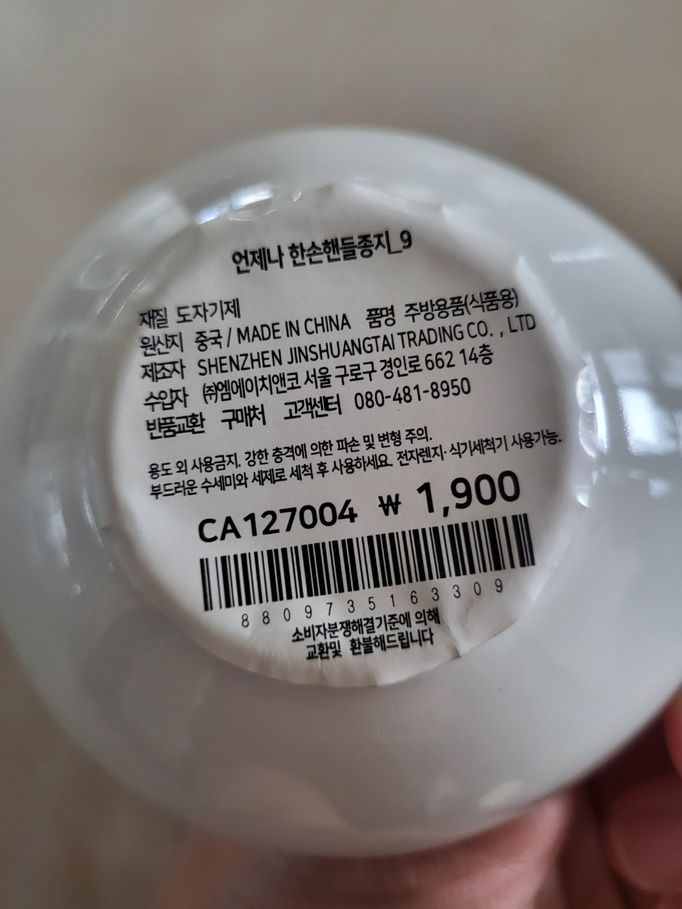 언제나 한손핸들종지_9
재질 도자기제
원산지 중국 / MADE IN CHINA 품명 주방용품(식품용)
제조자 SHENZHEN JINSHUANGTAI TRADING CO. , LTD
수입자 ㈜엠에이치앤코 서울 구로구 경인로 662 14층
반품교환 구매처 고객센터 080-481-8950
용도 외 사용금지. 강한 충격에 의한 파손 및 변형 주의.
부드러운 수세미와 세제로 세척 후 사용하세요. 전자렌지·식기세척기 사용가능.
CA127004 ₩ 1,900
8809735163309
소비자분쟁해결기준에 의해
교환및 환불해드립니다